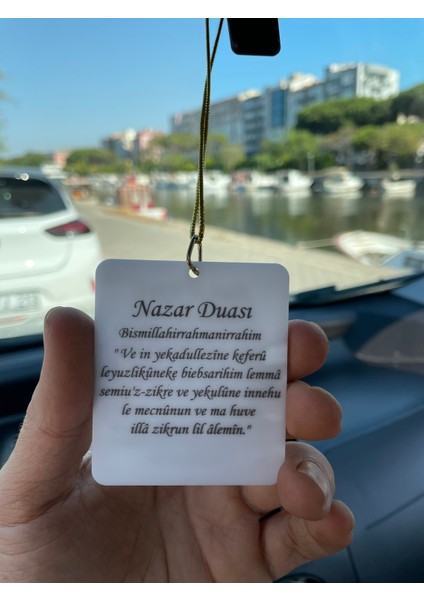 Nazar Duası
Bismillahirrahmanirrahim
"Ve in yekadullezîne keferû
leyuzlikûneke biebsarihim lemmâ
semiu'z-zikre ve yekulûne innehu
le mecnûnun ve ma huve
illâ zikrun lil âlemîn."